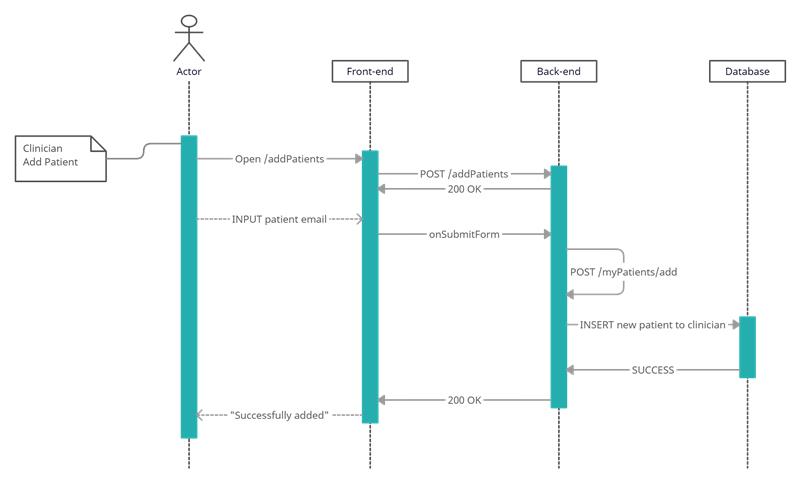 Actor
Front-end
Back-end
Database
Clinician
Add Patient
Open /addPatients
POST /addPatients
200 OK
INPUT patient email
onSubmitForm
POST /myPatients/add
INSERT new patient to clinician
SUCCESS
200 OK
"Successfully added"